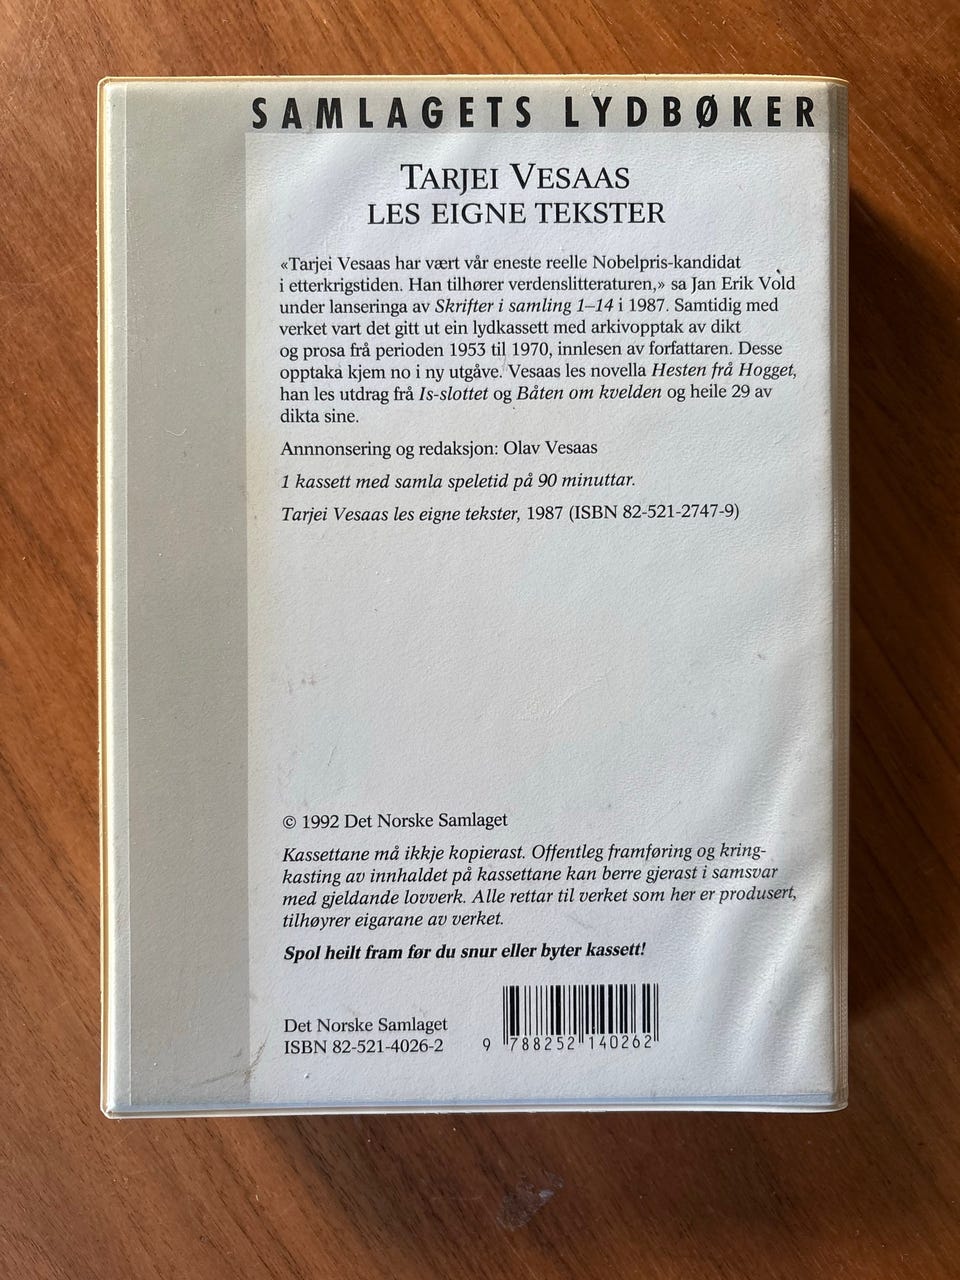 SAMLAGETS LYDBØKER
TARJEI VESAAS
LES EIGNE TEKSTER
«Tarjei Vesaas har vært vår eneste reelle Nobelpris-kandidat
i etterkrigstiden. Han tilhører verdenslitteraturen,» sa Jan Erik Vold
under lanseringa av Skrifter i samling 1–14 i 1987. Samtidig med
verket vart det gitt ut ein lydkassett med arkivopptak av dikt
og prosa frå perioden 1953 til 1970, innlesen av forfattaren. Desse
opptaka kjem no i ny utgåve. Vesaas les novella Hesten frå Hogget,
han les utdrag frå Is-slottet og Båten om kvelden og heile 29 av
dikta sine.
Annnonsering og redaksjon: Olav Vesaas
1 kassett med samla speletid på 90 minuttar.
Tarjei Vesaas les eigne tekster, 1987 (ISBN 82-521-2747-9)
© 1992 Det Norske Samlaget
Kassettane må ikkje kopierast. Offentleg framføring og kring-
kasting av innhaldet på kassettane kan berre gjerast i samsvar
med gjeldande lovverk. Alle rettar til verket som her er produsert,
tilhøyrer eigarane av verket.
Spol heilt fram før du snur eller byter kassett!
Det Norske Samlaget
ISBN 82-521-4026-2
9 788252 140262